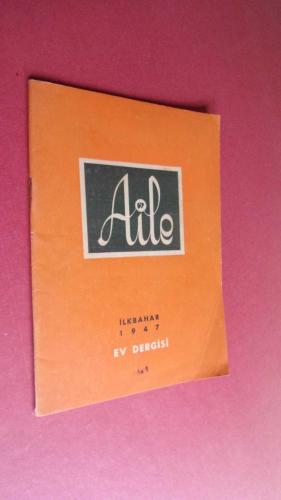 Aile
İLKBAHAR
1947
EV DERGİSİ